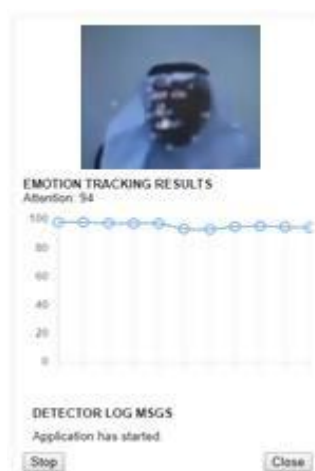 EMOTION TRACKING RESULTS
Attention: 94
100
80
60
40
20
0
DETECTOR LOG MSGS
Application has started.
Stop
Close